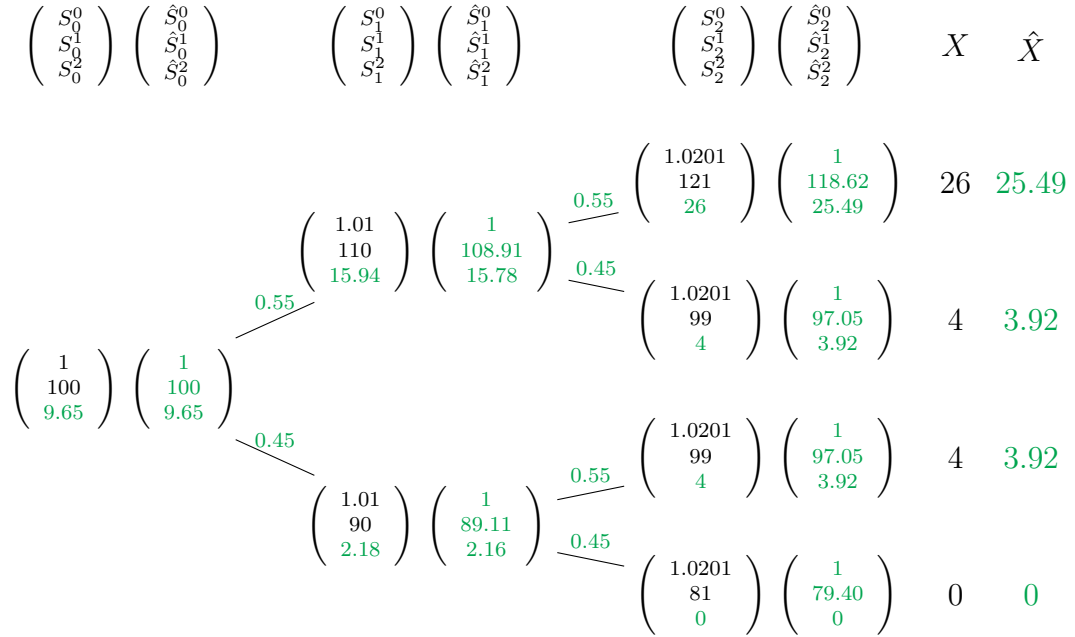 ( S_0^0 S_0^1 S_0^2 ) ( Ŝ_0^0 Ŝ_0^1 Ŝ_0^2 ) ( S_1^0 S_1^1 S_1^2 ) ( Ŝ_1^0 Ŝ_1^1 Ŝ_1^2 ) ( S_2^0 S_2^1 S_2^2 ) ( Ŝ_2^0 Ŝ_2^1 Ŝ_2^2 ) X X̂
( 1 100 9.65 ) ( 1 100 9.65 )
0.55
0.45
( 1.01 110 15.94 ) ( 1 108.91 15.78 )
0.55
0.45
( 1.01 90 2.18 ) ( 1 89.11 2.16 )
0.55
0.45
( 1.0201 121 26 ) ( 1 118.62 25.49 ) 26 25.49
( 1.0201 99 4 ) ( 1 97.05 3.92 ) 4 3.92
( 1.0201 99 4 ) ( 1 97.05 3.92 ) 4 3.92
( 1.0201 81 0 ) ( 1 79.40 0 ) 0 0